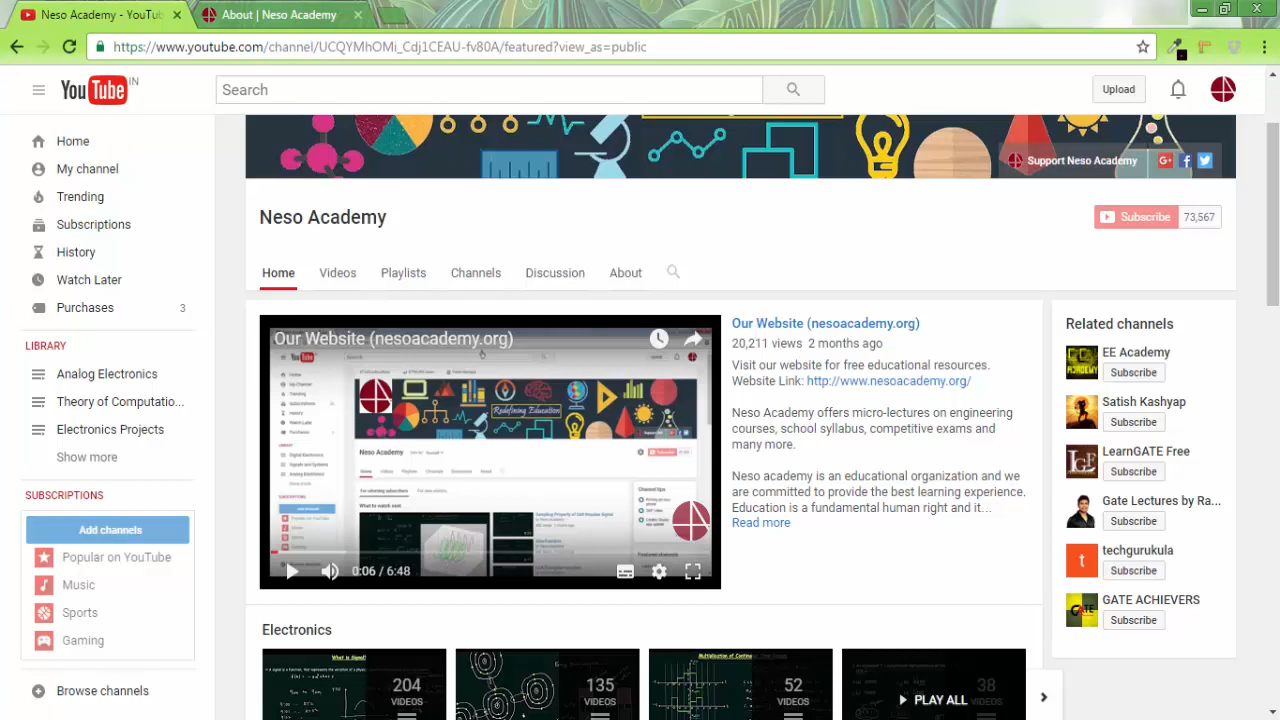 Neso Academy - YouTub
About | Neso Academy
https://www.youtube.com/channel/UCQYMhOMi_Cdj1CEAU-fv80A/featured?view_as=public
YouTube IN
Search
Upload
Home
My channel
Trending
Subscriptions
History
Watch Later
Purchases 3
LIBRARY
Analog Electronics
Theory of Computatio...
Electronics Projects
Show more
SUBSCRIPTIONS
Add channels
Popular on YouTube
Music
Sports
Gaming
Browse channels
Support Neso Academy
Neso Academy
Subscribe 73,567
Home Videos Playlists Channels Discussion About
Our Website (nesoacademy.org)
Redefining Education
Neso Academy
0:06 / 6:48
Our Website (nesoacademy.org)
20,211 views 2 months ago
Visit our website for free educational resources.
Website Link: http://www.nesoacademy.org/
Neso Academy offers micro-lectures on engineering
courses, school syllabus, competitive exams and
many more.
Neso academy is an educational organization and we
are committed to provide the best learning experience.
Education is a fundamental human right and it...
Read more
Related channels
EE Academy
Subscribe
Satish Kashyap
Subscribe
LearnGATE Free
Subscribe
Gate Lectures by Ra...
Subscribe
techgurukula
Subscribe
GATE ACHIEVERS
Subscribe
Electronics
What is Signal?
204
VIDEOS
135
VIDEOS
52
VIDEOS
PLAY ALL
38
VIDEOS